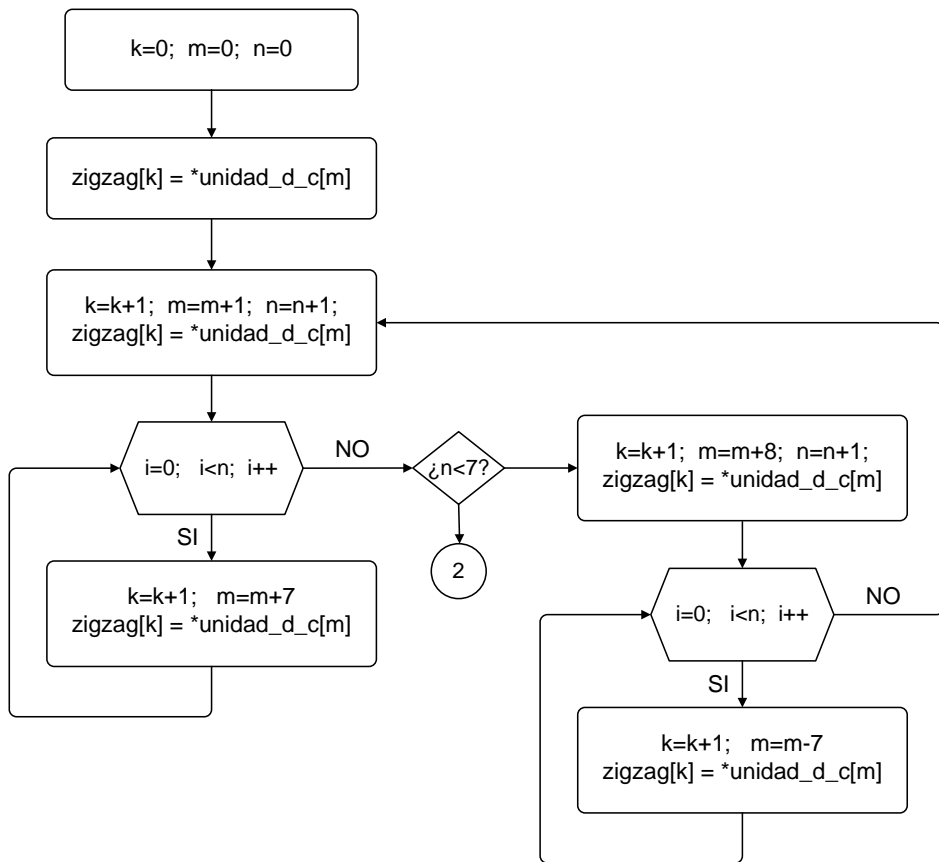 k=0; m=0; n=0
zigzag[k] = *unidad_d_c[m]
k=k+1; m=m+1; n=n+1;
zigzag[k] = *unidad_d_c[m]
i=0; i<n; i++
NO
¿n<7?
k=k+1; m=m+8; n=n+1;
zigzag[k] = *unidad_d_c[m]
SI
2
k=k+1; m=m+7
zigzag[k] = *unidad_d_c[m]
i=0; i<n; i++
NO
SI
k=k+1; m=m-7
zigzag[k] = *unidad_d_c[m]